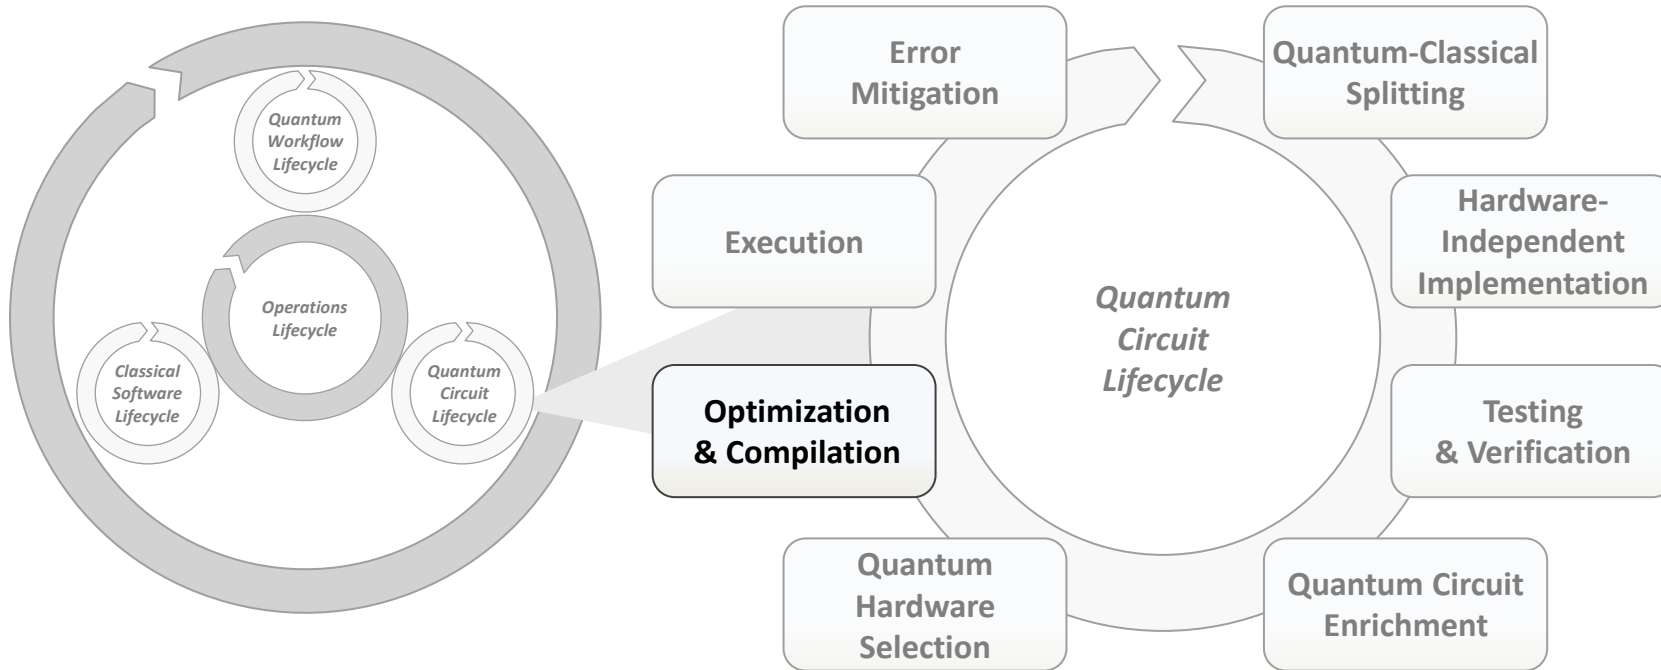 Quantum
Workflow
Lifecycle
Operations
Lifecycle
Classical
Software
Lifecycle
Quantum
Circuit
Lifecycle
Error
Mitigation
Quantum-Classical
Splitting
Execution
Hardware-
Independent
Implementation
Quantum
Circuit
Lifecycle
Optimization
& Compilation
Testing
& Verification
Quantum
Hardware
Selection
Quantum Circuit
Enrichment